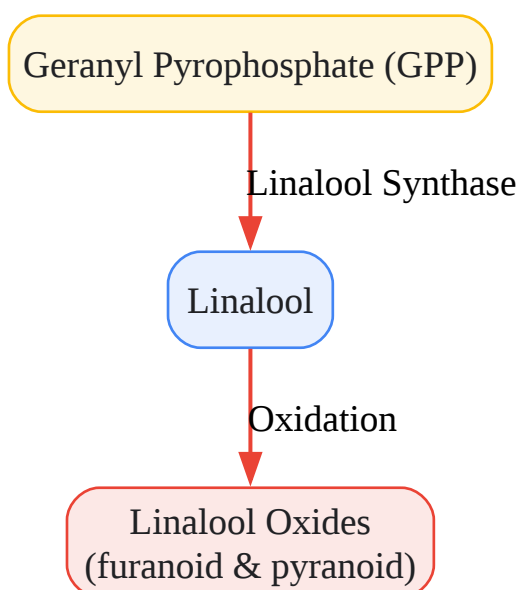 Geranyl Pyrophosphate (GPP)
Linalool Synthase
Linalool
Oxidation
Linalool Oxides
(furanoid & pyranoid)